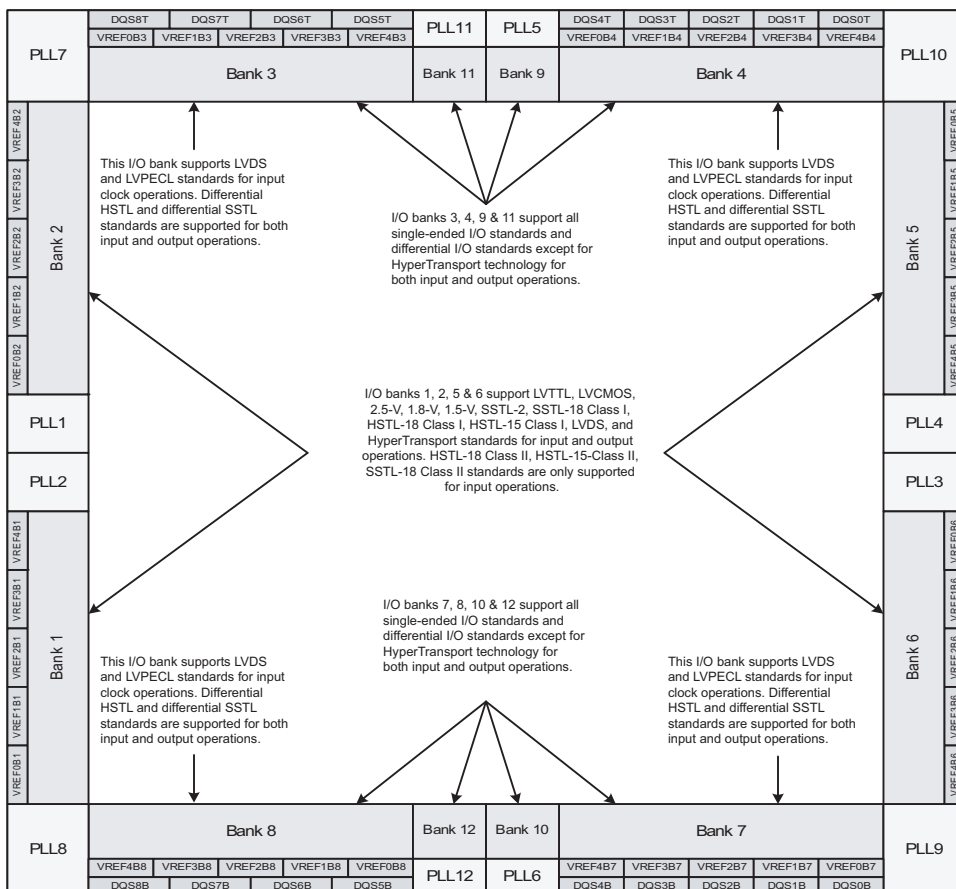 DQS8T DQS7T DQS6T DQS5T
PLL11 PLL5
DQS4T DQS3T DQS2T DQS1T DQS0T
VREF0B3 VREF1B3 VREF2B3 VREF3B3 VREF4B3
VREF0B4 VREF1B4 VREF2B4 VREF3B4 VREF4B4
PLL7
Bank 3
Bank 11
Bank 9
Bank 4
PLL10
VREF4B2
VREF3B2
VREF2B2
VREF1B2
VREF0B2
Bank 2
This I/O bank supports LVDS
and LVPECL standards for input
clock operations. Differential
HSTL and differential SSTL
standards are supported for both
input and output operations.
I/O banks 3, 4, 9 & 11 support all
single-ended I/O standards and
differential I/O standards except for
HyperTransport technology for
both input and output operations.
This I/O bank supports LVDS
and LVPECL standards for input
clock operations. Differential
HSTL and differential SSTL
standards are supported for both
input and output operations.
Bank 5
VREF0B5
VREF1B5
VREF2B5
VREF3B5
VREF4B5
PLL1
PLL2
I/O banks 1, 2, 5 & 6 support LVTTL, LVCMOS,
2.5-V, 1.8-V, 1.5-V, SSTL-2, SSTL-18 Class I,
HSTL-18 Class I, HSTL-15 Class I, LVDS, and
HyperTransport standards for input and output
operations. HSTL-18 Class II, HSTL-15-Class II,
SSTL-18 Class II standards are only supported
for input operations.
PLL4
PLL3
VREF4B1
VREF3B1
VREF2B1
VREF1B1
VREF0B1
Bank 1
This I/O bank supports LVDS
and LVPECL standards for input
clock operations. Differential
HSTL and differential SSTL
standards are supported for both
input and output operations.
I/O banks 7, 8, 10 & 12 support all
single-ended I/O standards and
differential I/O standards except for
HyperTransport technology for
both input and output operations.
This I/O bank supports LVDS
and LVPECL standards for input
clock operations. Differential
HSTL and differential SSTL
standards are supported for both
input and output operations.
Bank 6
VREF0B6
VREF1B6
VREF2B6
VREF3B6
VREF4B6
PLL8
Bank 8
Bank 12
Bank 10
Bank 7
PLL9
VREF4B8 VREF3B8 VREF2B8 VREF1B8 VREF0B8
PLL12 PLL6
VREF4B7 VREF3B7 VREF2B7 VREF1B7 VREF0B7
DQS8B DQS7B DQS6B DQS5B
DQS4B DQS3B DQS2B DQS1B DQS0B